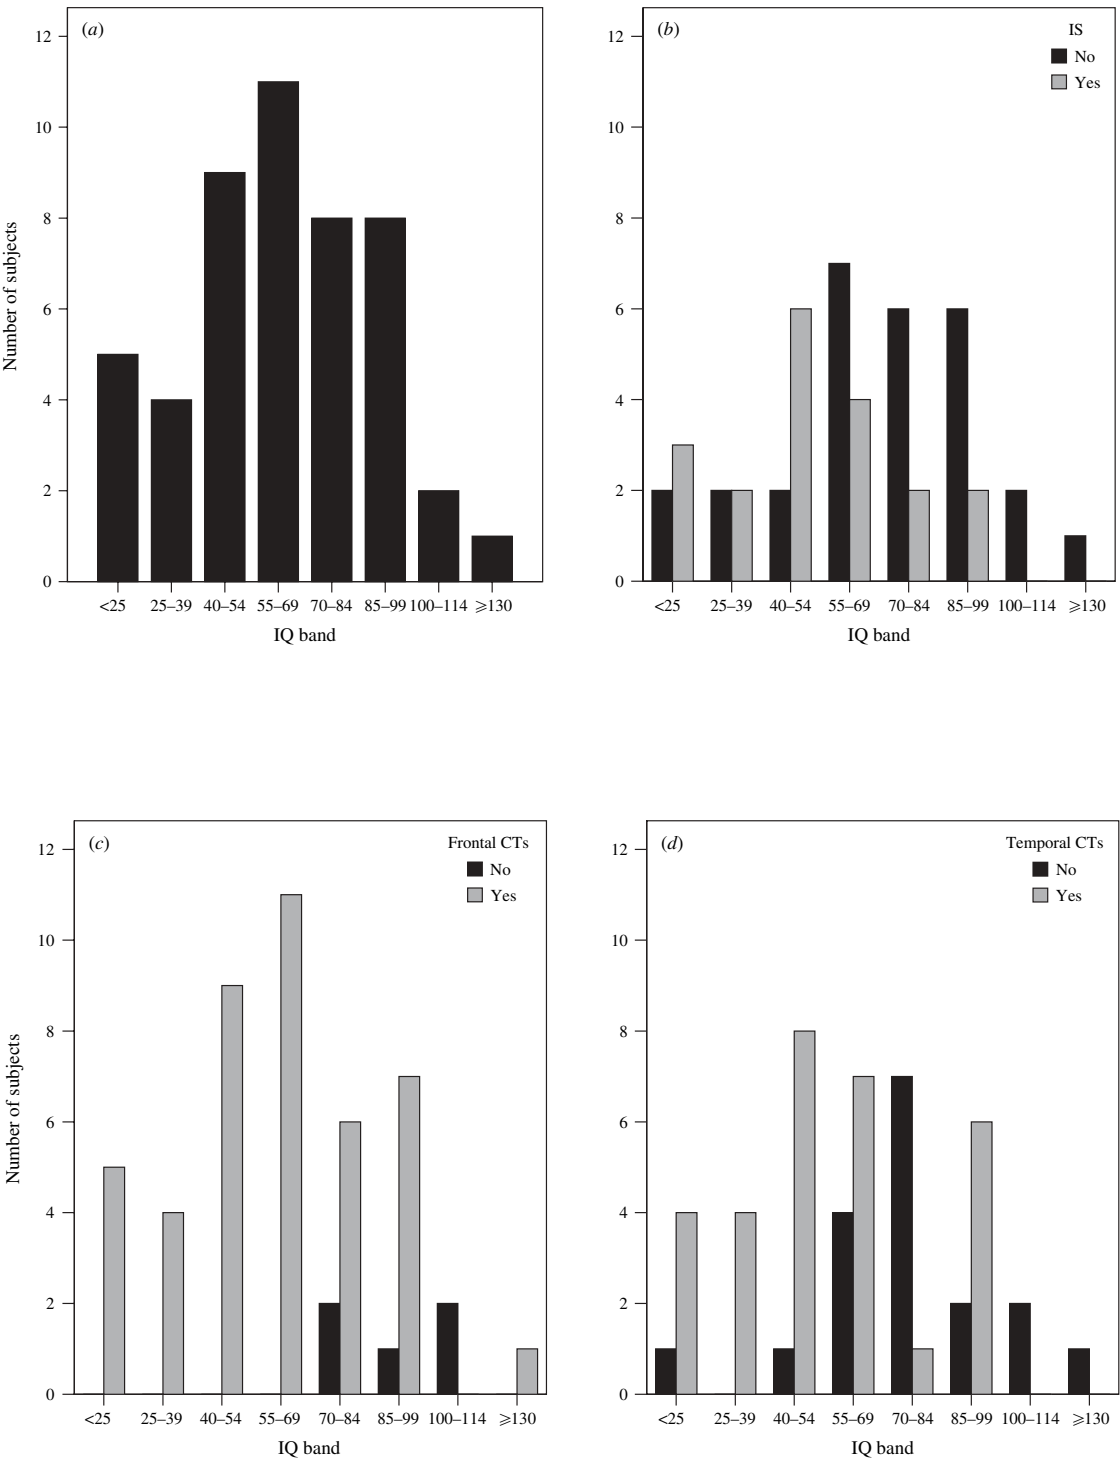 (a)
12
10
8
6
4
2
0
Number of subjects
<25 25–39 40–54 55–69 70–84 85–99 100–114 ⩾130
IQ band
(b)
IS
No
Yes
12
10
8
6
4
2
0
<25 25–39 40–54 55–69 70–84 85–99 100–114 ⩾130
IQ band
(c)
Frontal CTs
No
Yes
12
10
8
6
4
2
0
Number of subjects
<25 25–39 40–54 55–69 70–84 85–99 100–114 ⩾130
IQ band
(d)
Temporal CTs
No
Yes
12
10
8
6
4
2
0
<25 25–39 40–54 55–69 70–84 85–99 100–114 ⩾130
IQ band